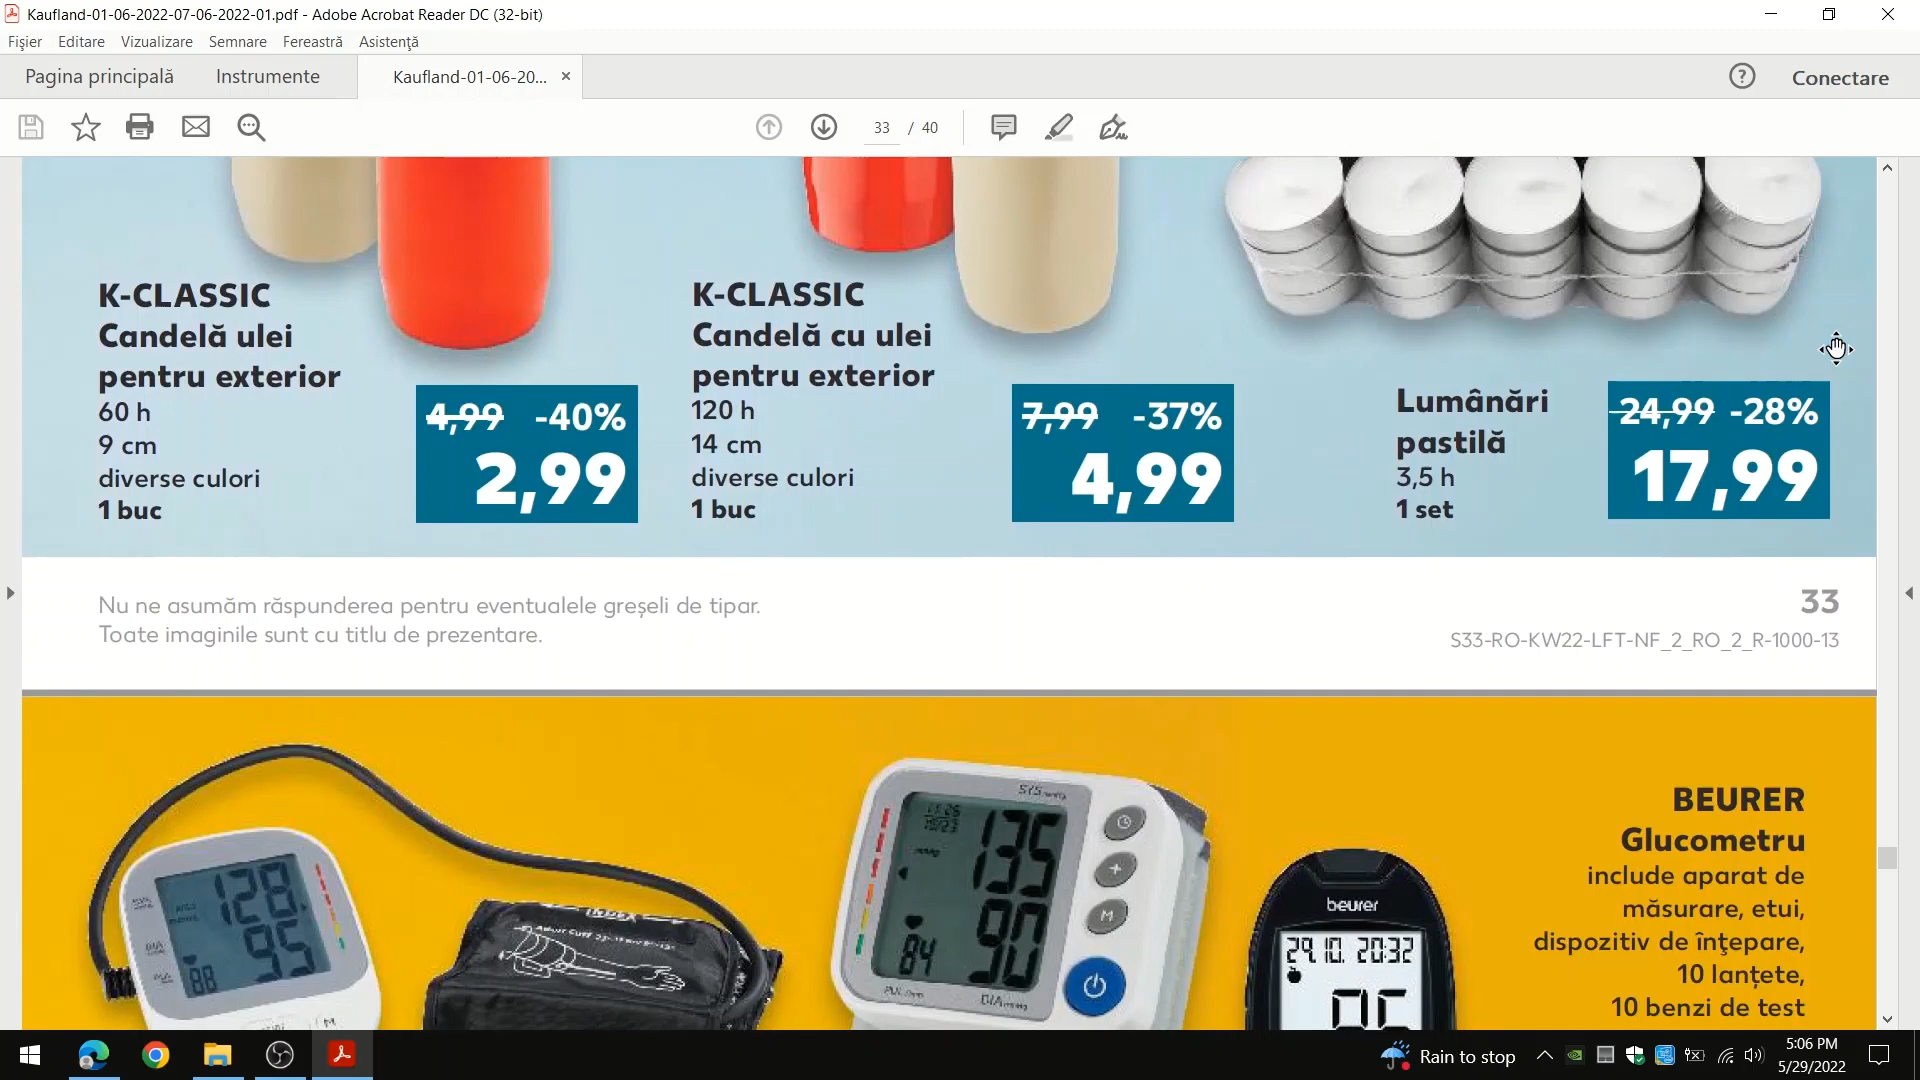 Kaufland-01-06-2022-07-06-2022-01.pdf - Adobe Acrobat Reader DC (32-bit)
Fișier Editare Vizualizare Semnare Fereastră Asistență
Pagina principală Instrumente Kaufland-01-06-20... × Conectare
33 / 40
K-CLASSIC
Candelă ulei
pentru exterior
60 h
9 cm
diverse culori
1 buc
4,99 -40%
2,99
K-CLASSIC
Candelă cu ulei
pentru exterior
120 h
14 cm
diverse culori
1 buc
7,99 -37%
4,99
Lumânări
pastilă
3,5 h
1 set
24,99 -28%
17,99
Nu ne asumăm răspunderea pentru eventualele greșeli de tipar.
Toate imaginile sunt cu titlu de prezentare.
33
S33-RO-KW22-LFT-NF_2_RO_2_R-1000-13
128
95
88
M
INDEX
SYS
135
90
84
DIA
M
beurer
29.10. 20:32
95
BEURER
Glucometru
include aparat de
măsurare, etui,
dispozitiv de înțepare,
10 lanțete,
10 benzi de test
Rain to stop
5:06 PM
5/29/2022